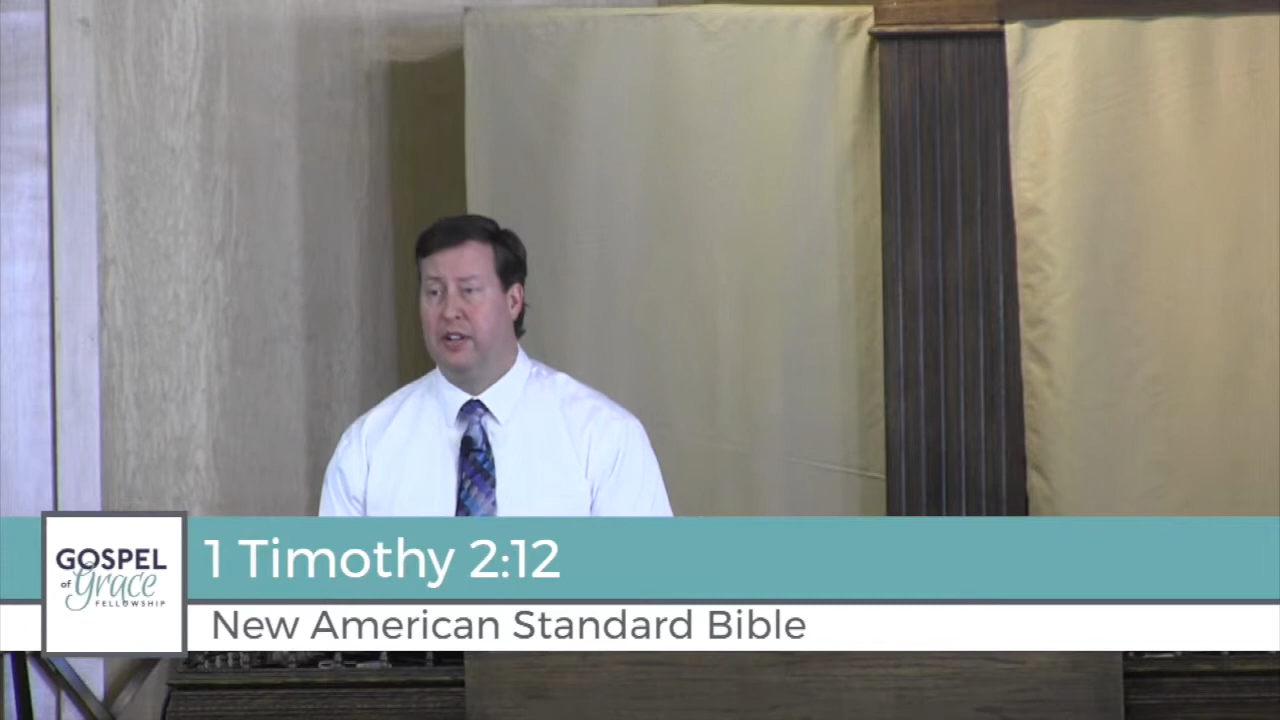 1 Timothy 2:12
GOSPEL
of Grace
FELLOWSHIP
New American Standard Bible